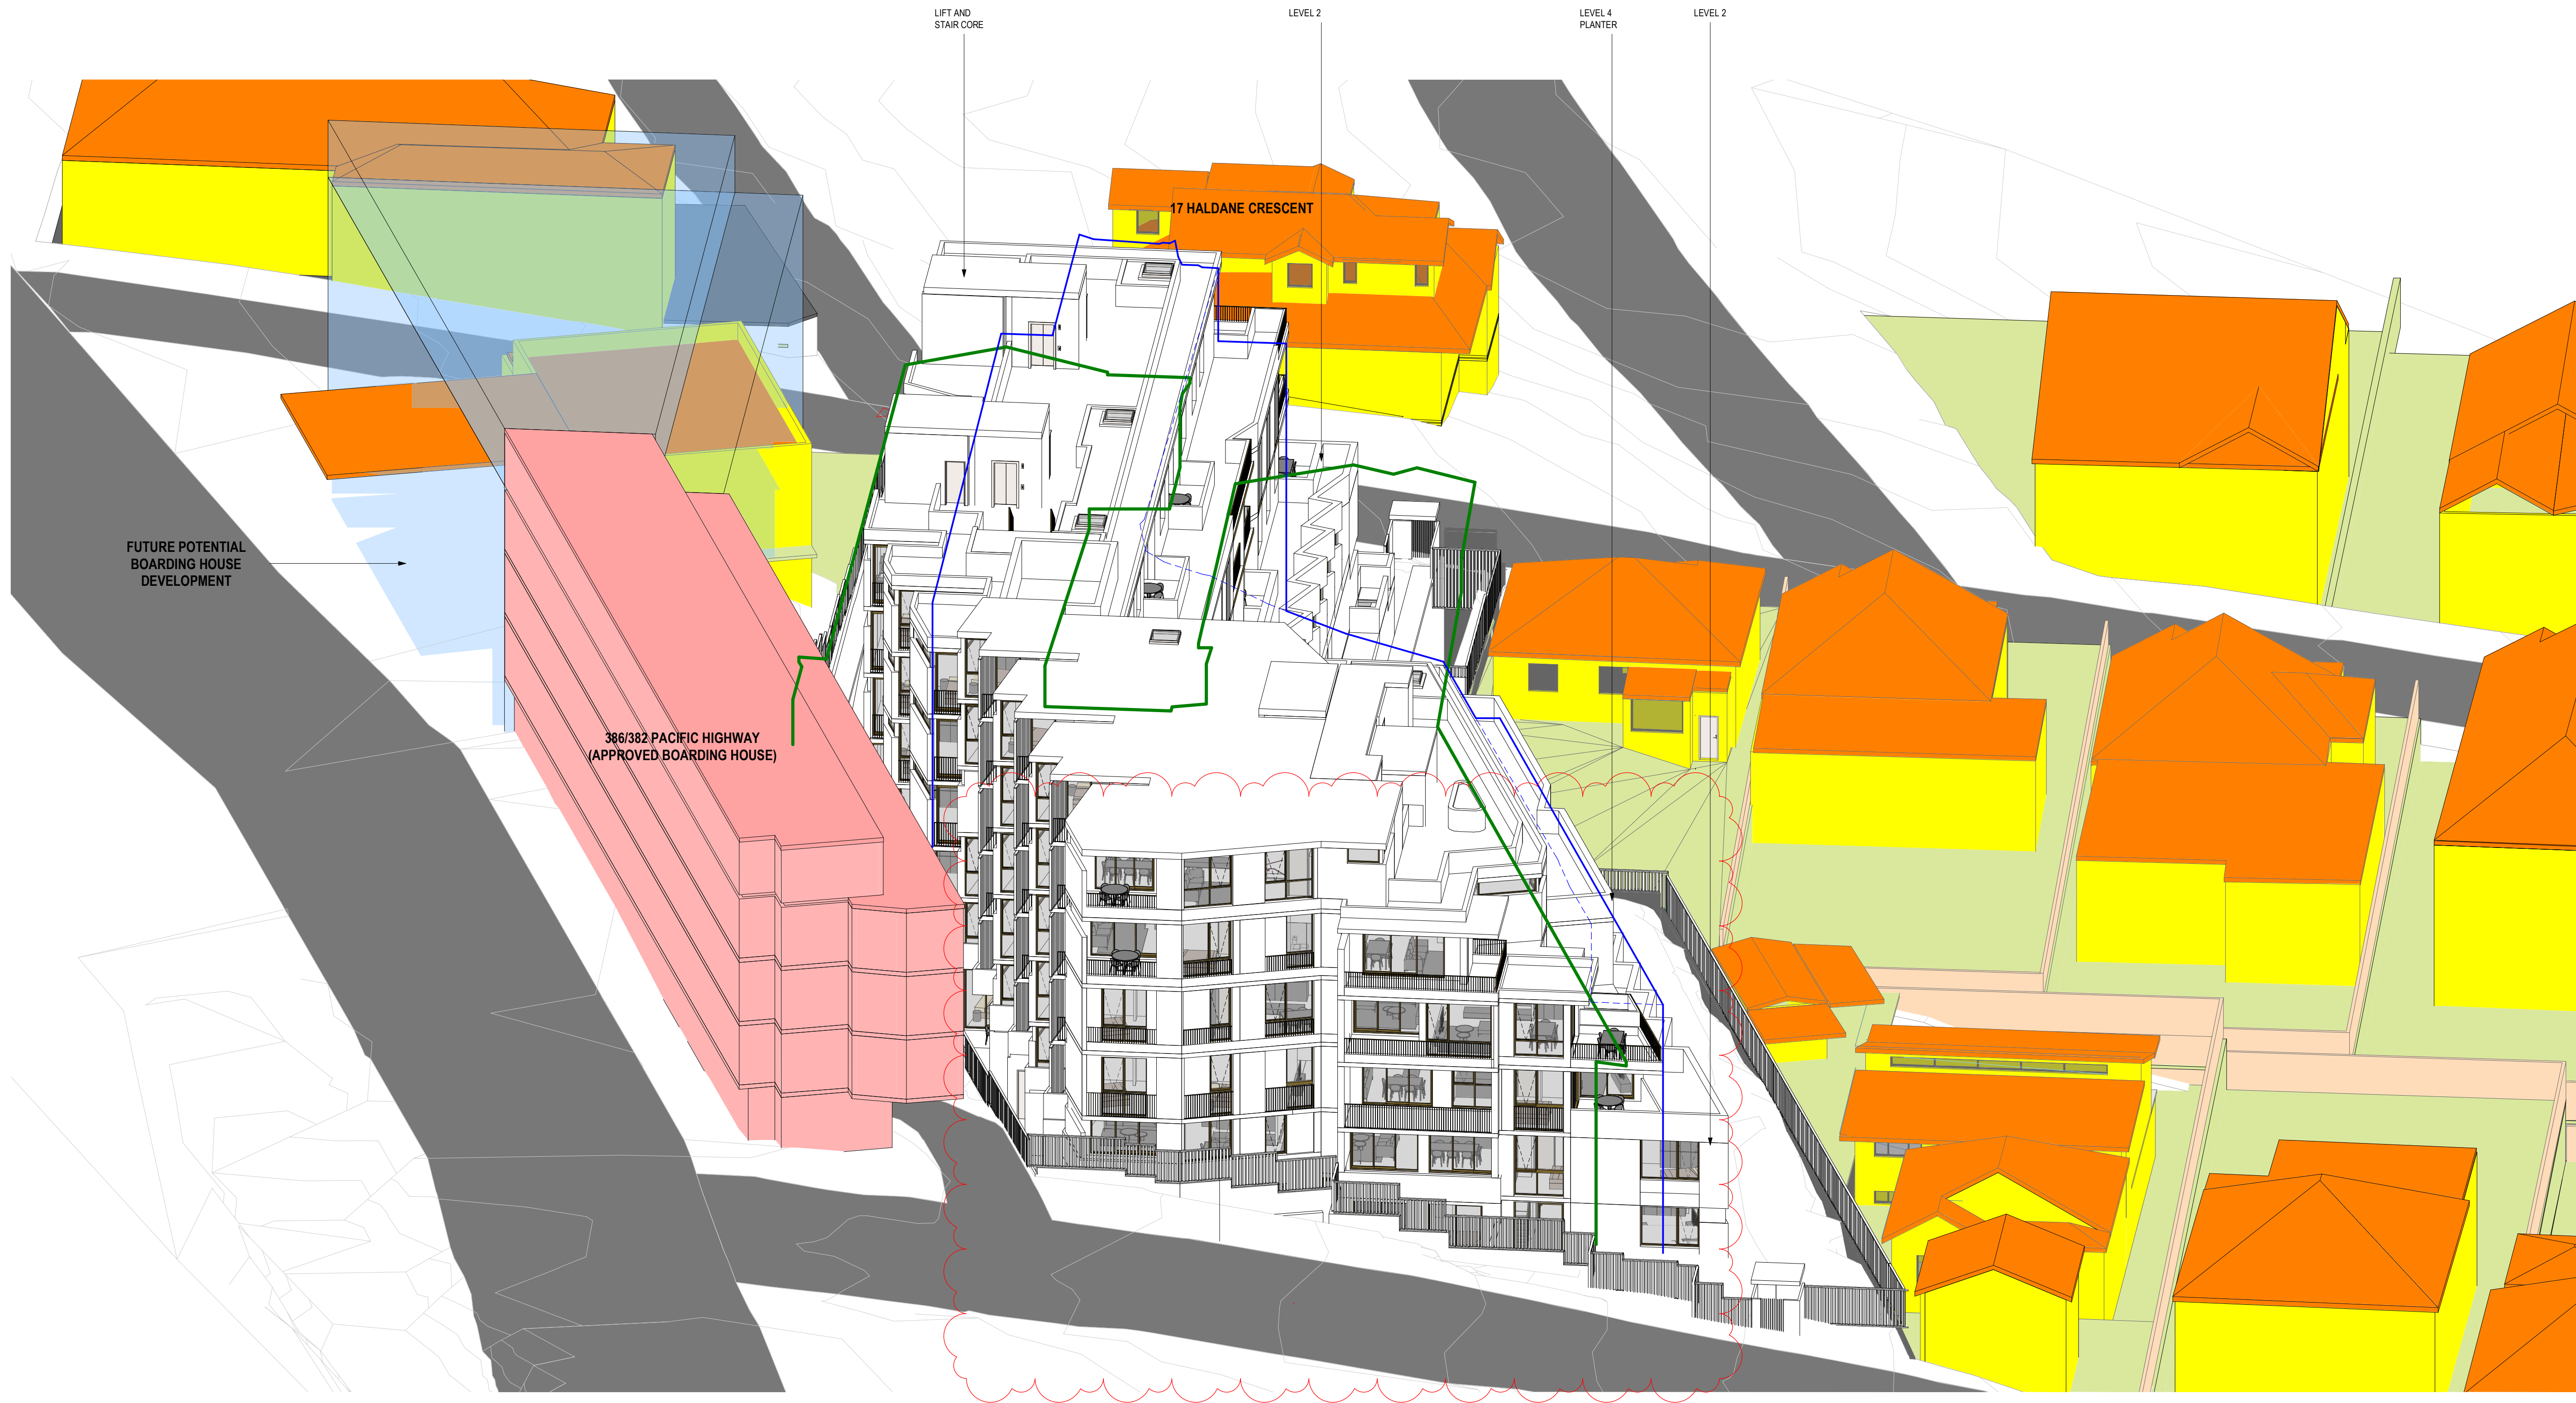 LIFT AND
STAIR CORE
LEVEL 2
LEVEL 4
PLANTER
LEVEL 2
17 HALDANE CRESCENT
FUTURE POTENTIAL
BOARDING HOUSE
DEVELOPMENT
386/382 PACIFIC HIGHWAY
(APPROVED BOARDING HOUSE)